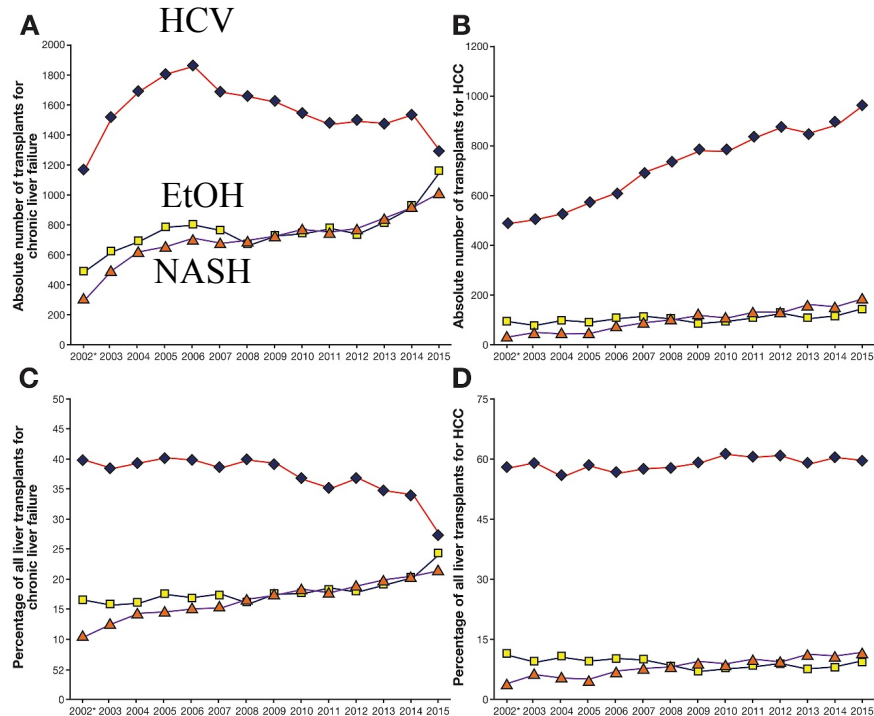 A
HCV
Absolute number of transplants for
chronic liver failure
2000
1800
1600
1400
1200
1000
800
600
400
200
0
EtOH
NASH
2002* 2003 2004 2005 2006 2007 2008 2009 2010 2011 2012 2013 2014 2015
B
Absolute number of transplants for HCC
1200
1000
800
600
400
200
0
2002* 2003 2004 2005 2006 2007 2008 2009 2010 2011 2012 2013 2014 2015
C
Percentage of all liver transplants for
chronic liver failure
50
45
40
35
30
25
20
15
10
52
0
2002* 2003 2004 2005 2006 2007 2008 2009 2010 2011 2012 2013 2014 2015
D
Percentage of all liver transplants for HCC
75
60
45
30
15
0
2002* 2003 2004 2005 2006 2007 2008 2009 2010 2011 2012 2013 2014 2015